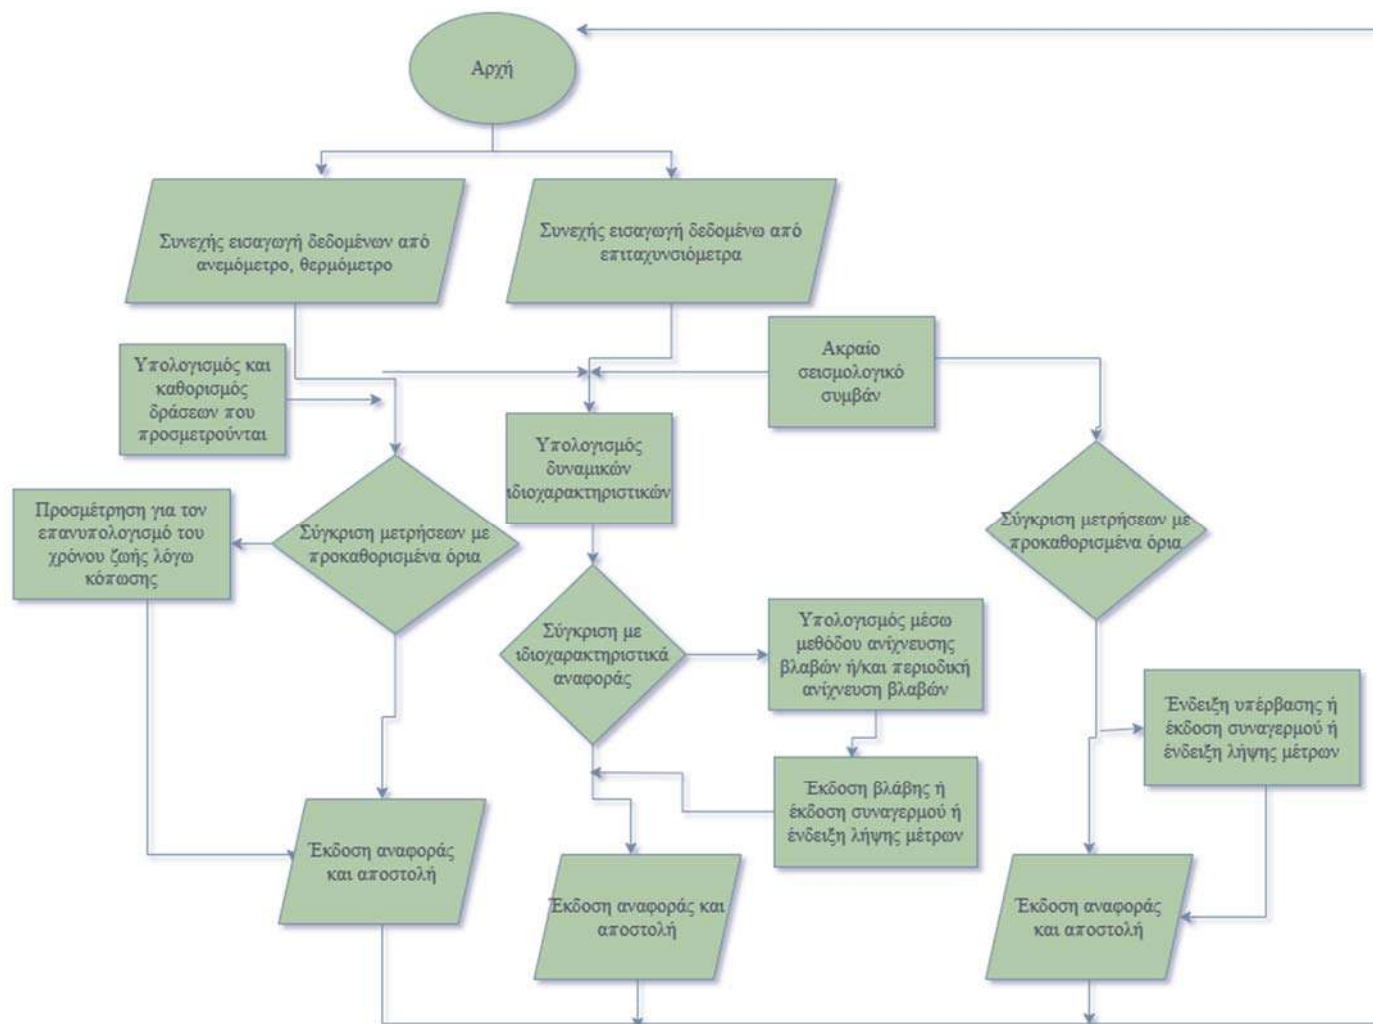 Αρχή
Συνεχής εισαγωγή δεδομένων από
ανεμόμετρο, θερμόμετρο
Συνεχής εισαγωγή δεδομένω από
επιταχυνσιόμετρα
Υπολογισμός και
καθορισμός
δράσεων που
προσμετρούνται
Ακραίο
σεισμολογικό
συμβάν
Υπολογισμός
δυναμικών
ιδιοχαρακτηριστικών
Προσμέτρηση για τον
επανυπολογισμό του
χρόνου ζωής λόγω
κόπωσης
Σύγκριση μετρήσεων με
προκαθορισμένα όρια
Σύγκριση μετρήσεων με
προκαθορισμένα όρια
Σύγκριση με
ιδιοχαρακτηριστικά
αναφοράς
Υπολογισμός μέσω
μεθόδου ανίχνευσης
βλαβών ή/και περιοδική
ανίχνευση βλαβών
Ένδειξη υπέρβασης ή
έκδοση συναγερμού ή
ένδειξη λήψης μέτρων
Έκδοση βλάβης ή
έκδοση συναγερμού ή
ένδειξη λήψης μέτρων
Έκδοση αναφοράς
και αποστολή
Έκδοση αναφοράς και
αποστολή
Έκδοση αναφοράς
και αποστολή